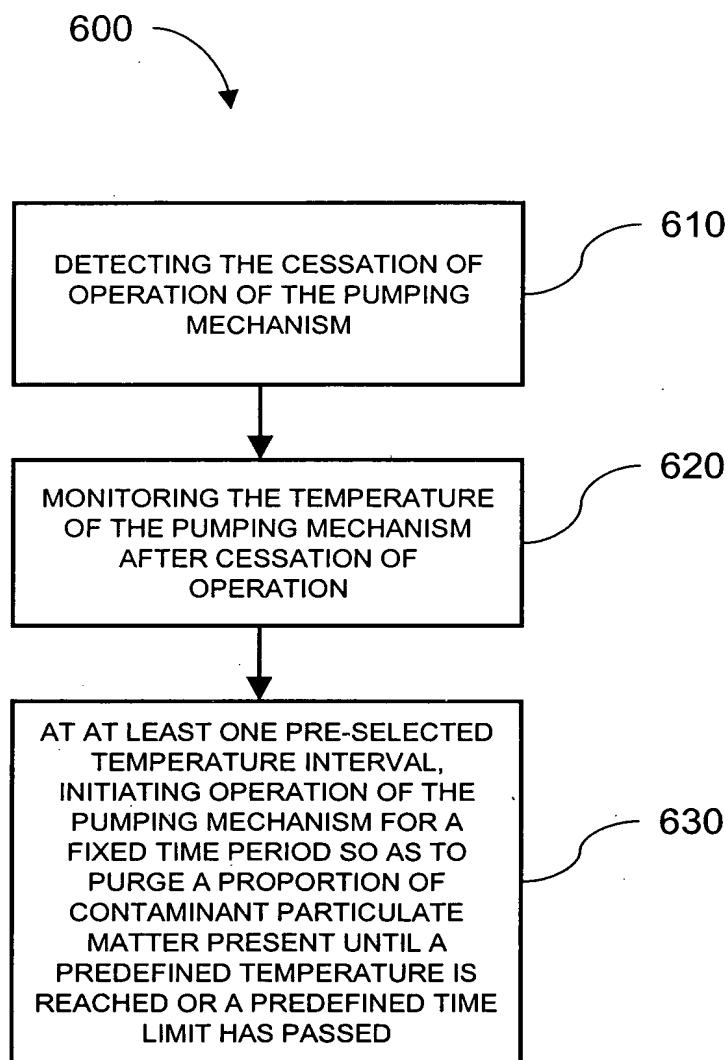 600
DETECTING THE CESSATION OF
OPERATION OF THE PUMPING
MECHANISM
610
MONITORING THE TEMPERATURE
OF THE PUMPING MECHANISM
AFTER CESSATION OF
OPERATION
620
AT AT LEAST ONE PRE-SELECTED
TEMPERATURE INTERVAL,
INITIATING OPERATION OF THE
PUMPING MECHANISM FOR A
FIXED TIME PERIOD SO AS TO
PURGE A PROPORTION OF
CONTAMINANT PARTICULATE
MATTER PRESENT UNTIL A
PREDEFINED TEMPERATURE IS
REACHED OR A PREDEFINED TIME
LIMIT HAS PASSED
630